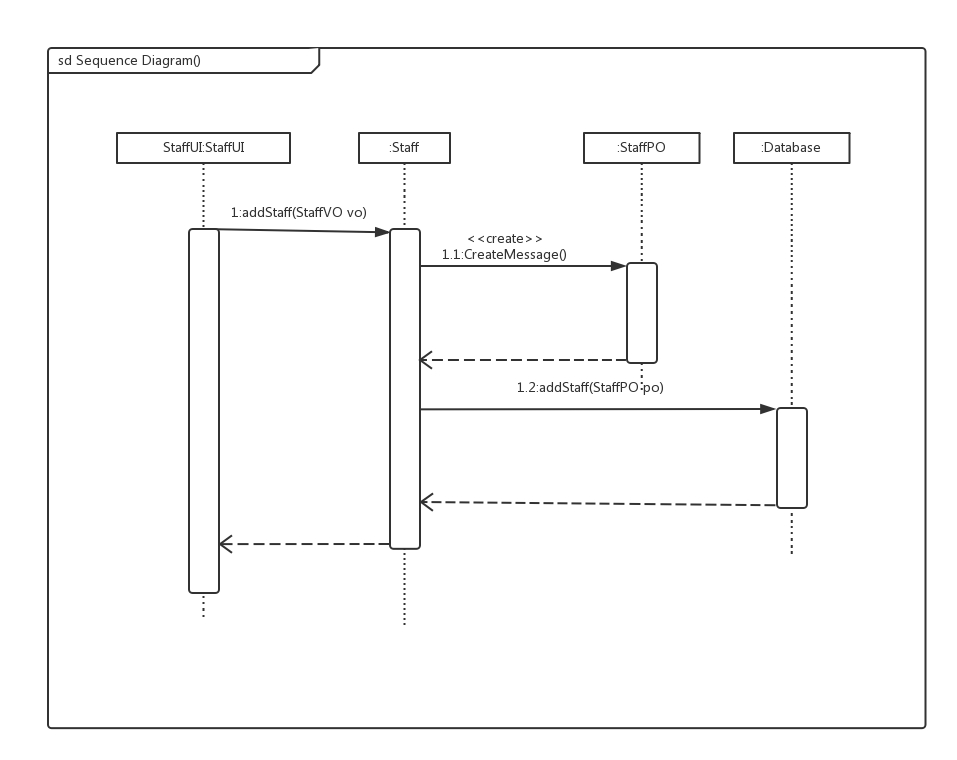 sd Sequence Diagram()
StaffUI:StaffUI
:Staff
:StaffPO
:Database
1:addStaff(StaffVO vo)
<<create>>
1.1:CreateMessage()
1.2:addStaff(StaffPO po)